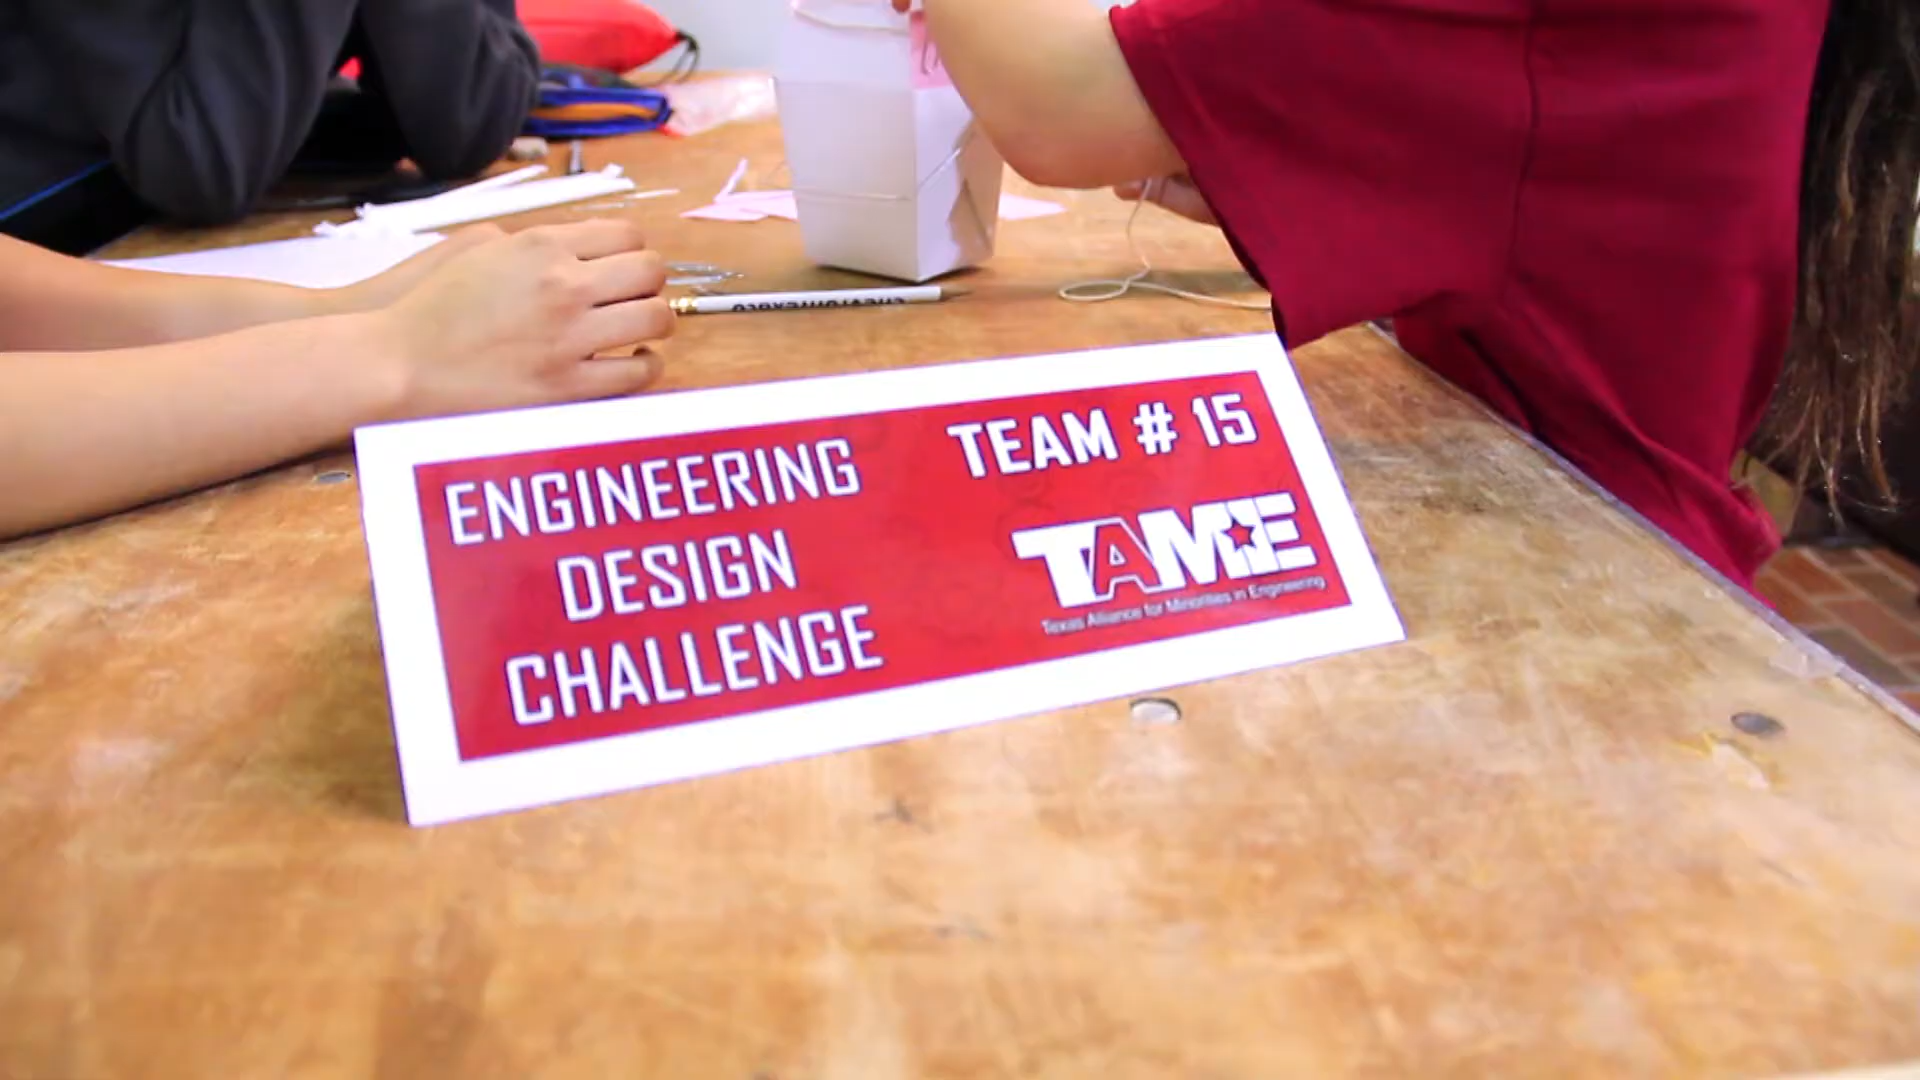 ENGINEERING
DESIGN
CHALLENGE
TEAM # 15
TAME
Texas Alliance for Minorities in Engineering